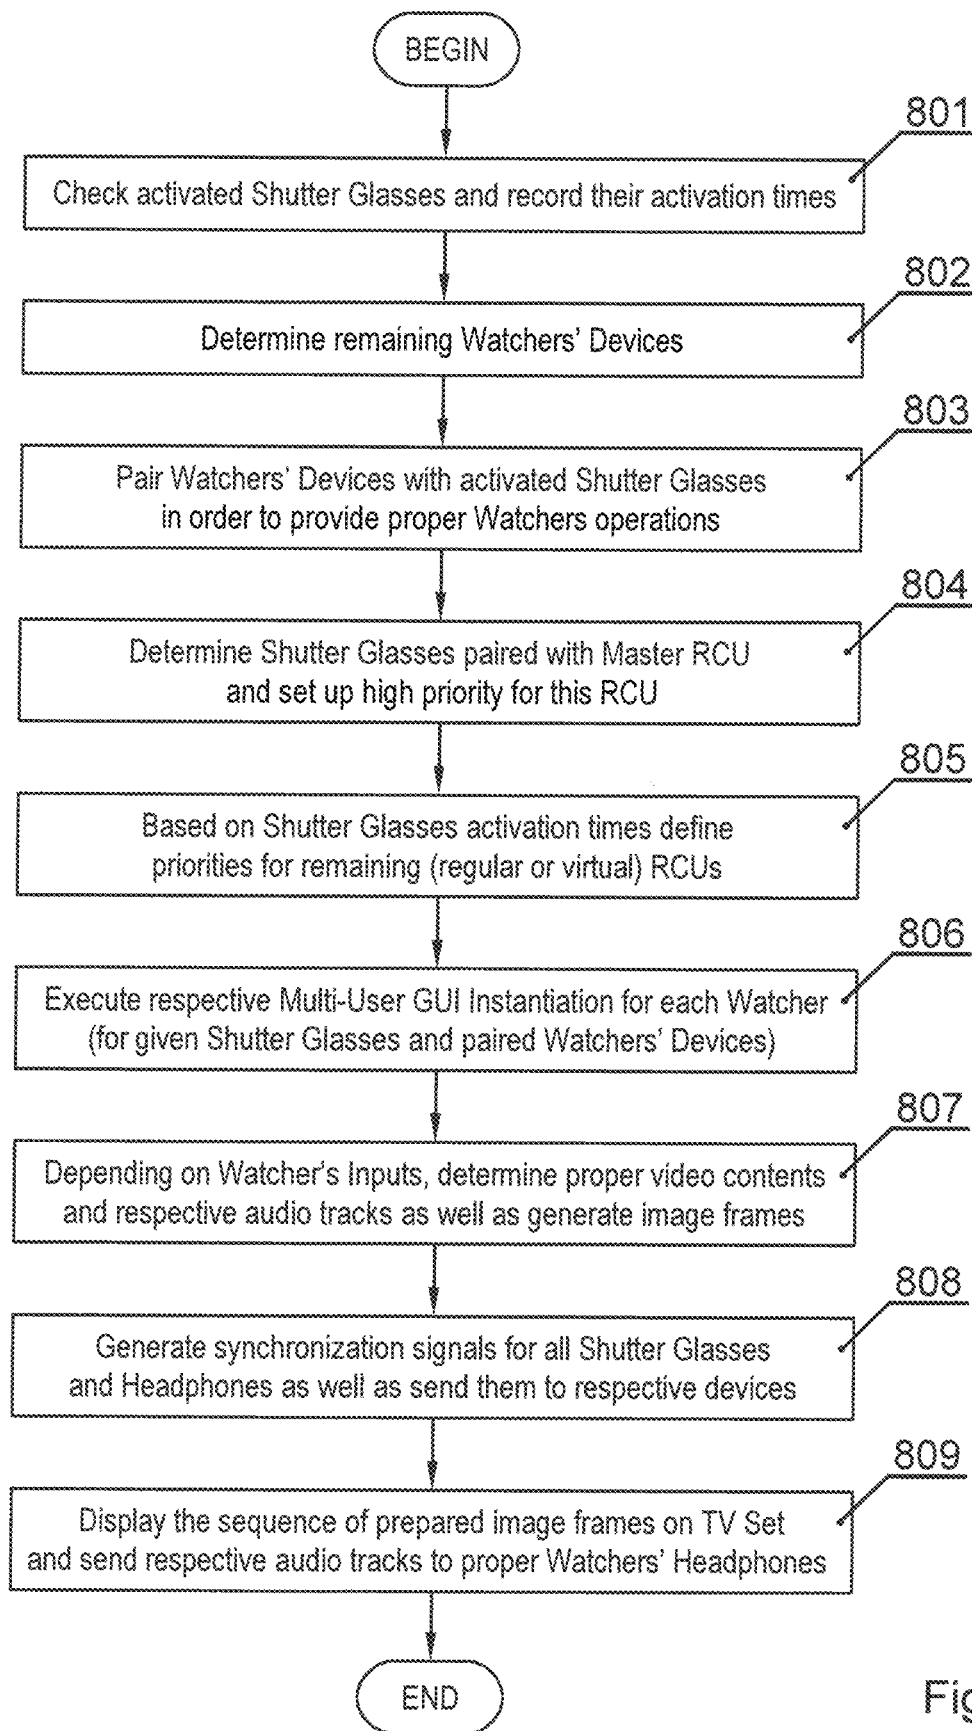 BEGIN
801
Check activated Shutter Glasses and record their activation times
802
Determine remaining Watchers' Devices
803
Pair Watchers' Devices with activated Shutter Glasses
in order to provide proper Watchers operations
804
Determine Shutter Glasses paired with Master RCU
and set up high priority for this RCU
805
Based on Shutter Glasses activation times define
priorities for remaining (regular or virtual) RCUs
806
Execute respective Multi-User GUI Instantiation for each Watcher
(for given Shutter Glasses and paired Watchers' Devices)
807
Depending on Watcher's Inputs, determine proper video contents
and respective audio tracks as well as generate image frames
808
Generate synchronization signals for all Shutter Glasses
and Headphones as well as send them to respective devices
809
Display the sequence of prepared image frames on TV Set
and send respective audio tracks to proper Watchers' Headphones
END